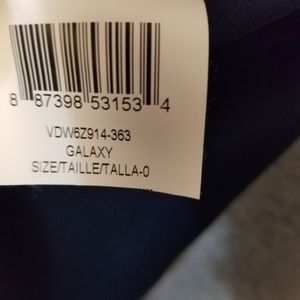 8 87398 53153 4
VDW6Z914-363
GALAXY
SIZE/TAILLE/TALLA-0